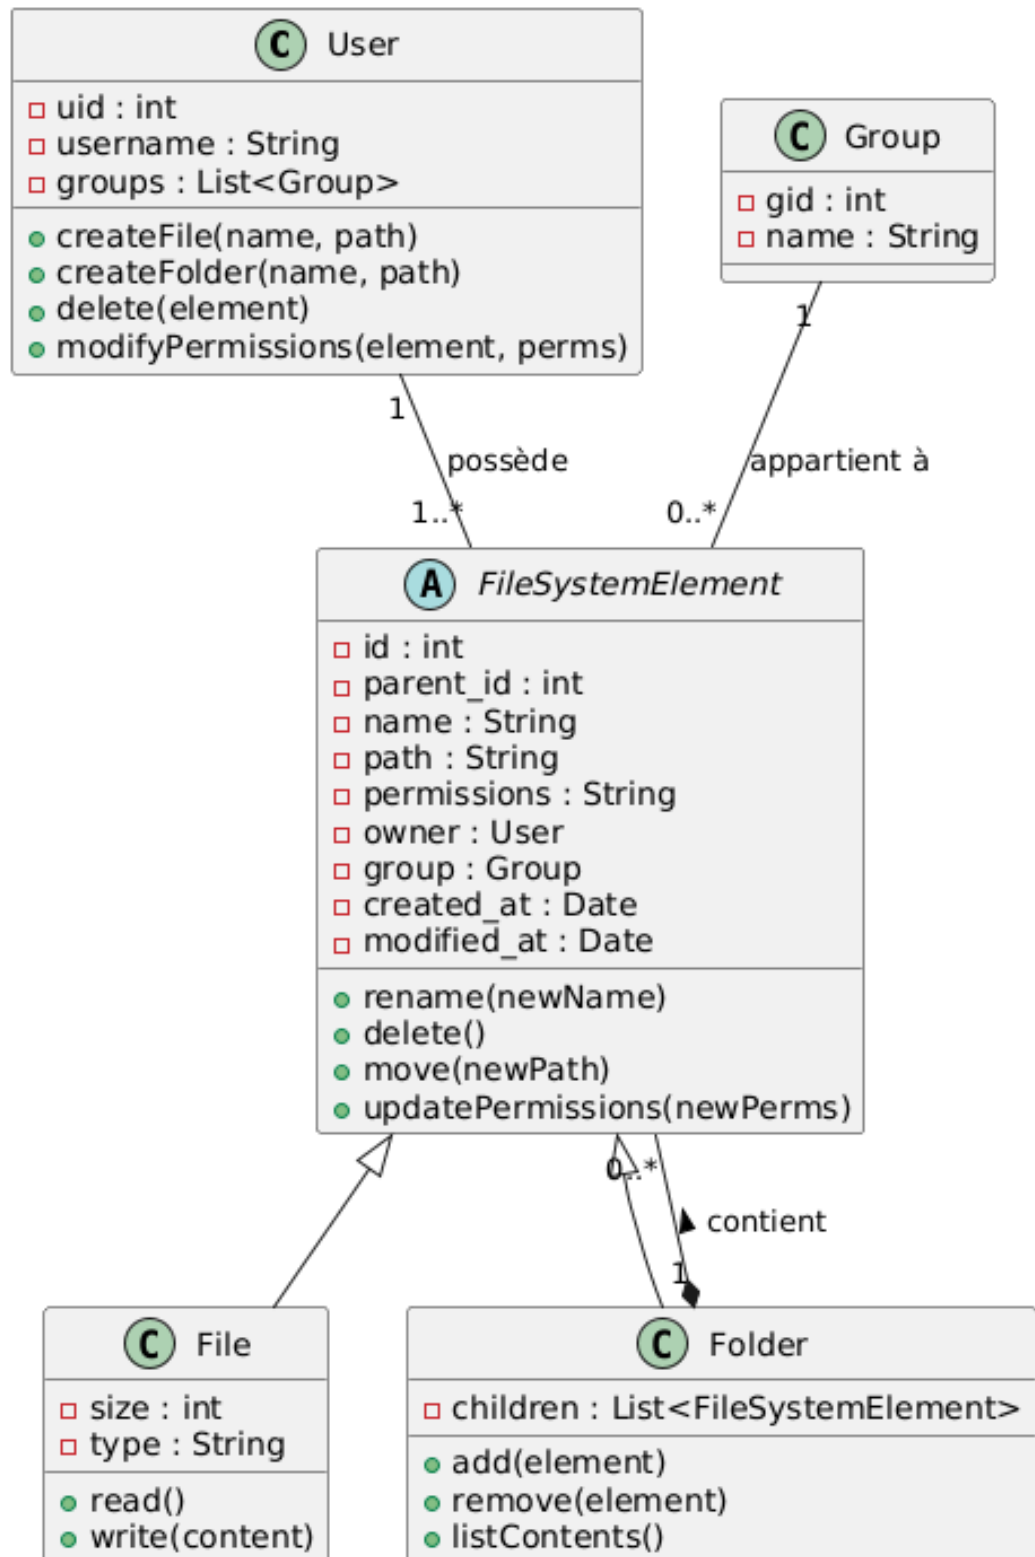 C User
uid : int
username : String
groups : List<Group>
createFile(name, path)
createFolder(name, path)
delete(element)
modifyPermissions(element, perms)
C Group
gid : int
name : String
1
1
possède
appartient à
1..*
0..*
A FileSystemElement
id : int
parent_id : int
name : String
path : String
permissions : String
owner : User
group : Group
created_at : Date
modified_at : Date
rename(newName)
delete()
move(newPath)
updatePermissions(newPerms)
0..*
contient
1
C File
size : int
type : String
read()
write(content)
C Folder
children : List<FileSystemElement>
add(element)
remove(element)
listContents()